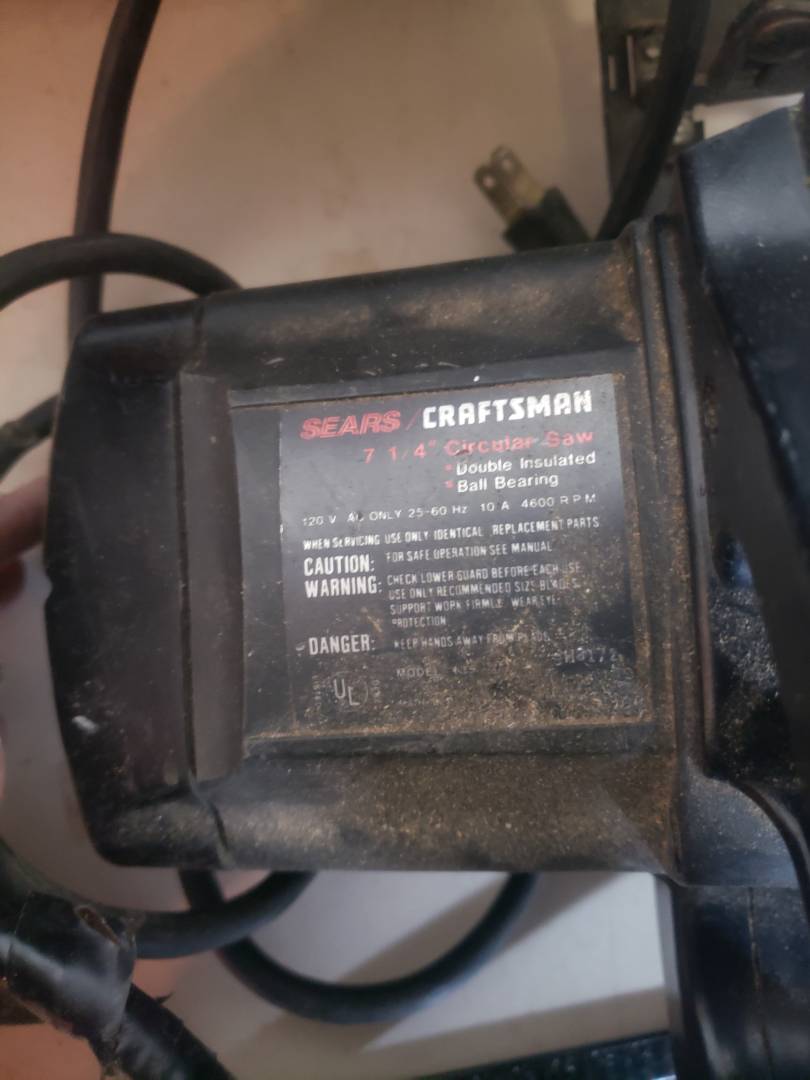 SEARS / CRAFTSMAN
7 1/4" Circular Saw
• Double Insulated
• Ball Bearing
120 V AC ONLY 25-60 Hz 10 A 4600 R P M
WHEN SERVICING USE ONLY IDENTICAL REPLACEMENT PARTS
CAUTION: FOR SAFE OPERATION SEE MANUAL
WARNING: CHECK LOWER GUARD BEFORE EACH USE
USE ONLY RECOMMENDED SIZE BLADES
SUPPORT WORK FIRMLY. WEAR EYE
PROTECTION
DANGER: KEEP HANDS AWAY FROM BLADE
MODEL
UL